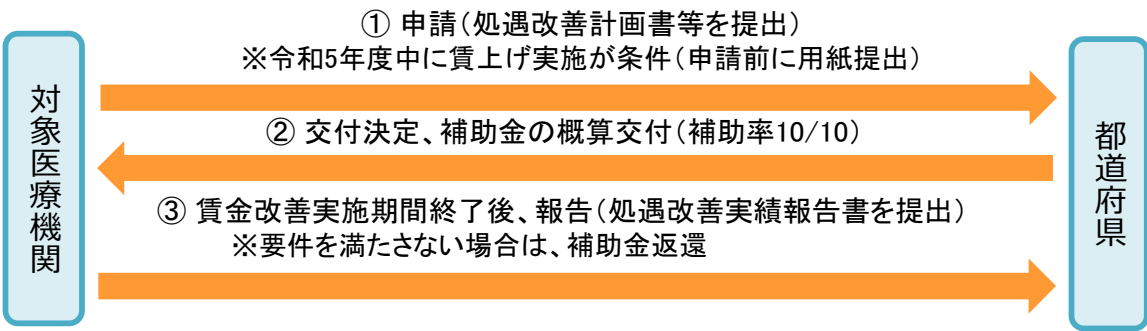 ① 申請（処遇改善計画書等を提出）
※令和5年度中に賃上げ実施が条件（申請前に用紙提出）
対象医療機関
都道府県
② 交付決定、補助金の概算交付（補助率10/10）
③ 賃金改善実施期間終了後、報告（処遇改善実績報告書を提出）
※要件を満たさない場合は、補助金返還